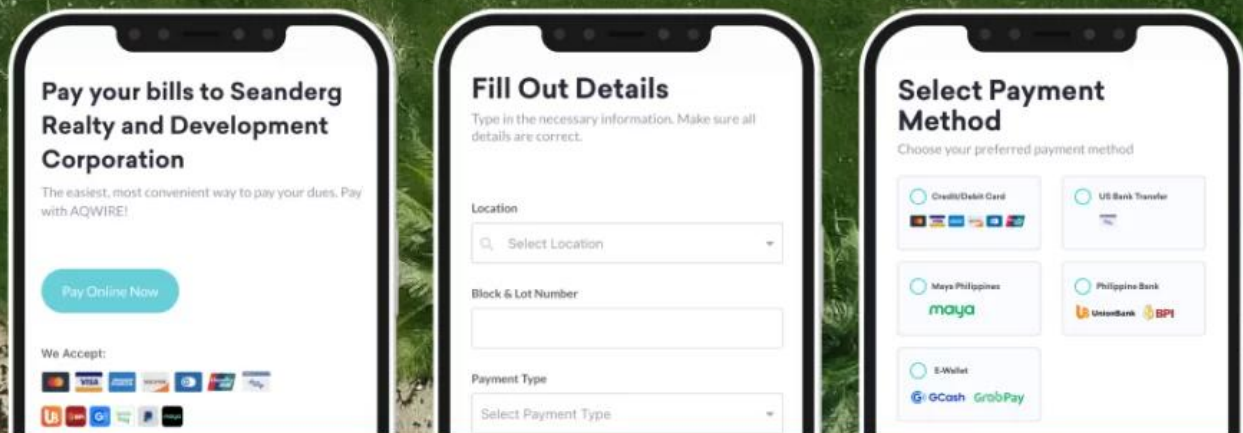 Pay your bills to Seanderg
Realty and Development
Corporation
The easiest, most convenient way to pay your dues. Pay
with AQWIRE!
Pay Online Now
We Accept:
VISA
Fill Out Details
Type in the necessary information. Make sure all
details are correct.
Location
Select Location
Block & Lot Number
Payment Type
Select Payment Type
Select Payment
Method
Choose your preferred payment method
Credit/Debit Card
US Bank Transfer
VISA
Maya Philippines
Philippine Bank
maya
UnionBank BPI
E-Wallet
GCash GrabPay